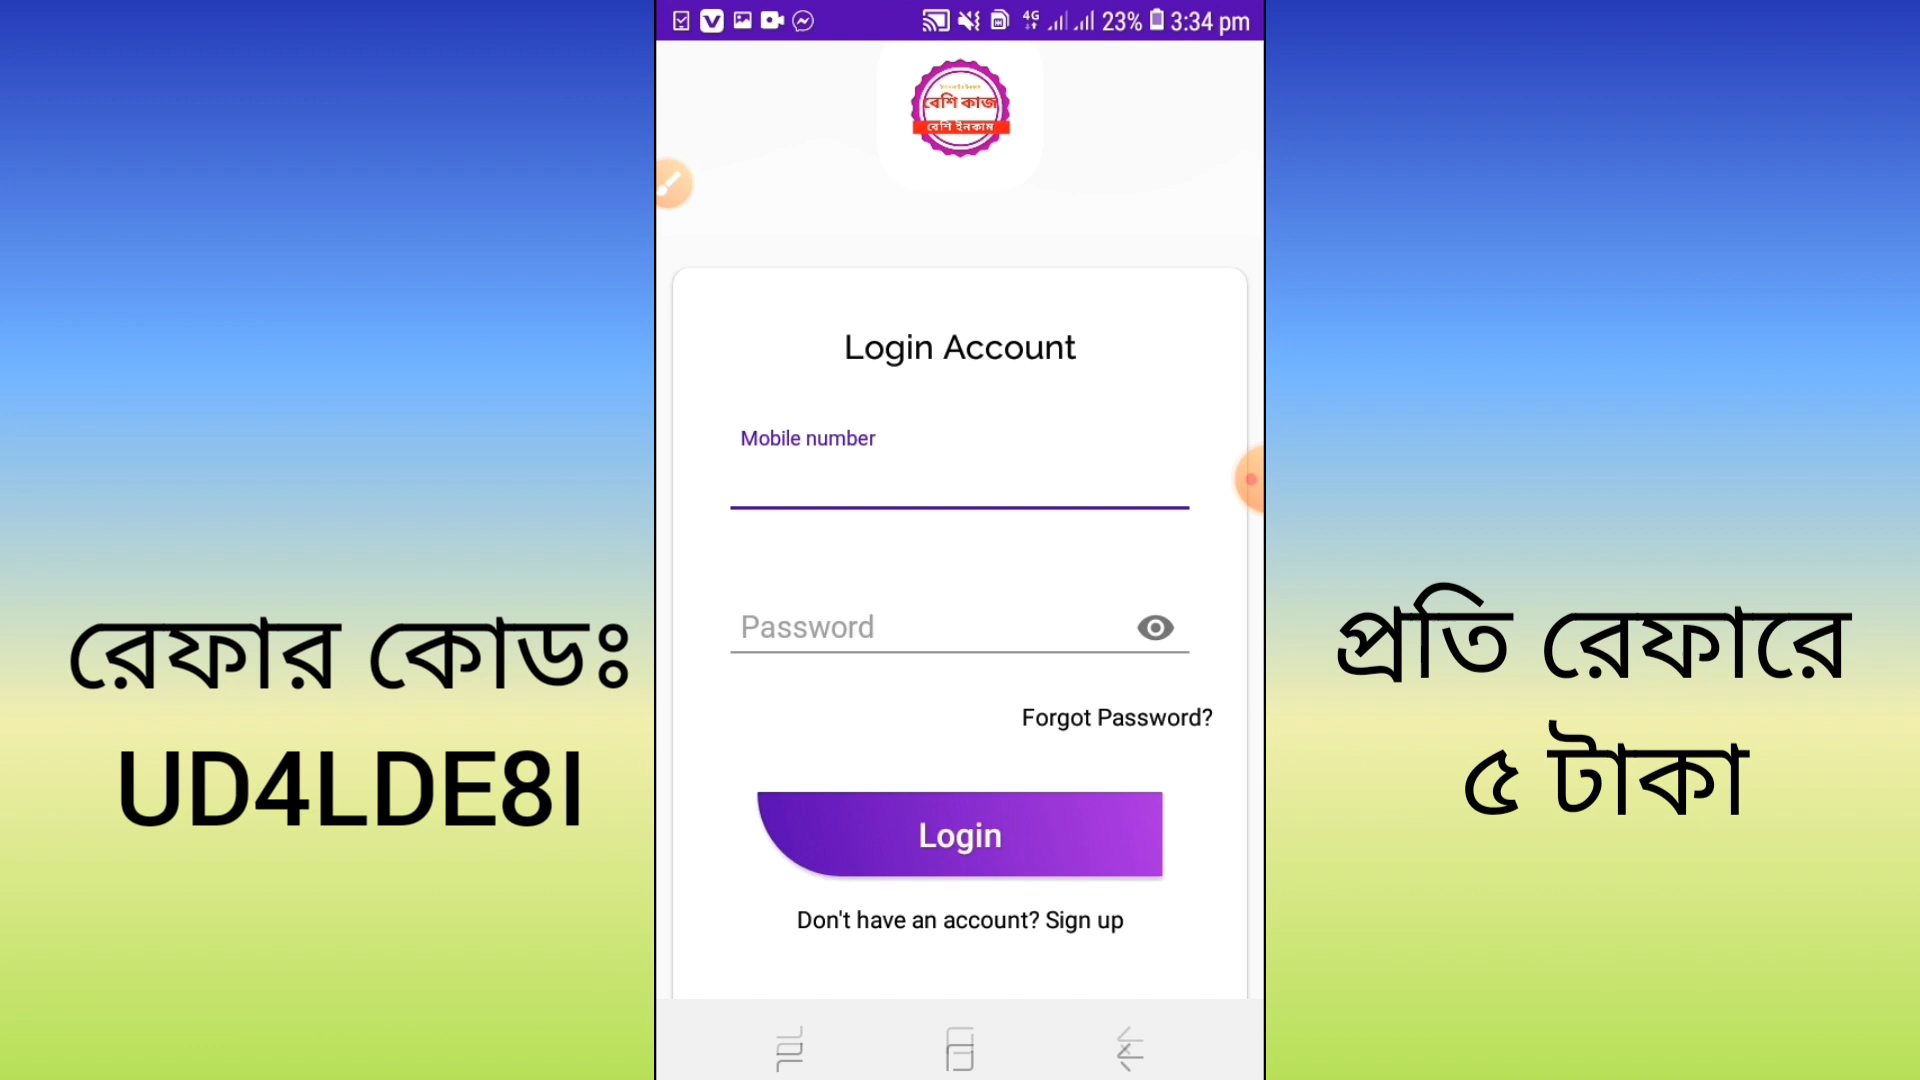 4G 23% 3:34 pm
বেশি কাজ
বেশি ইনকাম
Login Account
Mobile number
Password
Forgot Password?
Login
Don't have an account? Sign up
রেফার কোডঃ
UD4LDE8I
প্রতি রেফারে
৫ টাকা